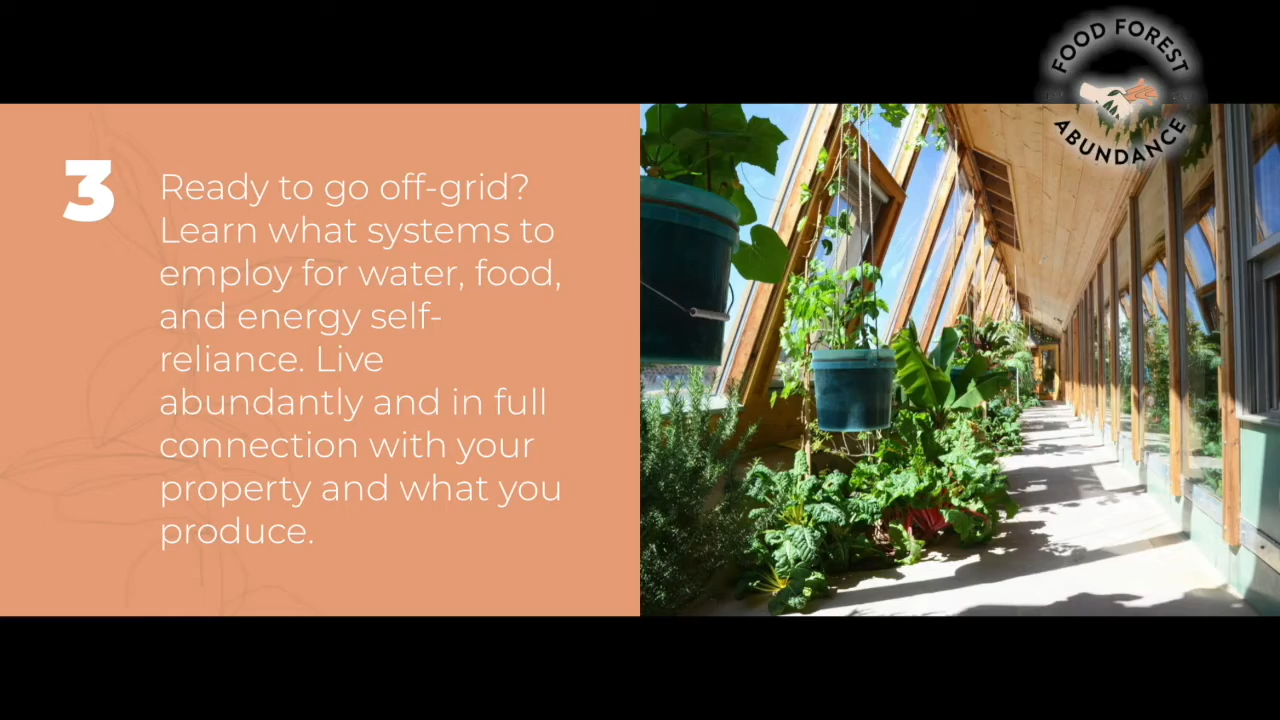 FOOD FOREST
ABUNDANCE
3
Ready to go off-grid?
Learn what systems to
employ for water, food,
and energy self-
reliance. Live
abundantly and in full
connection with your
property and what you
produce.